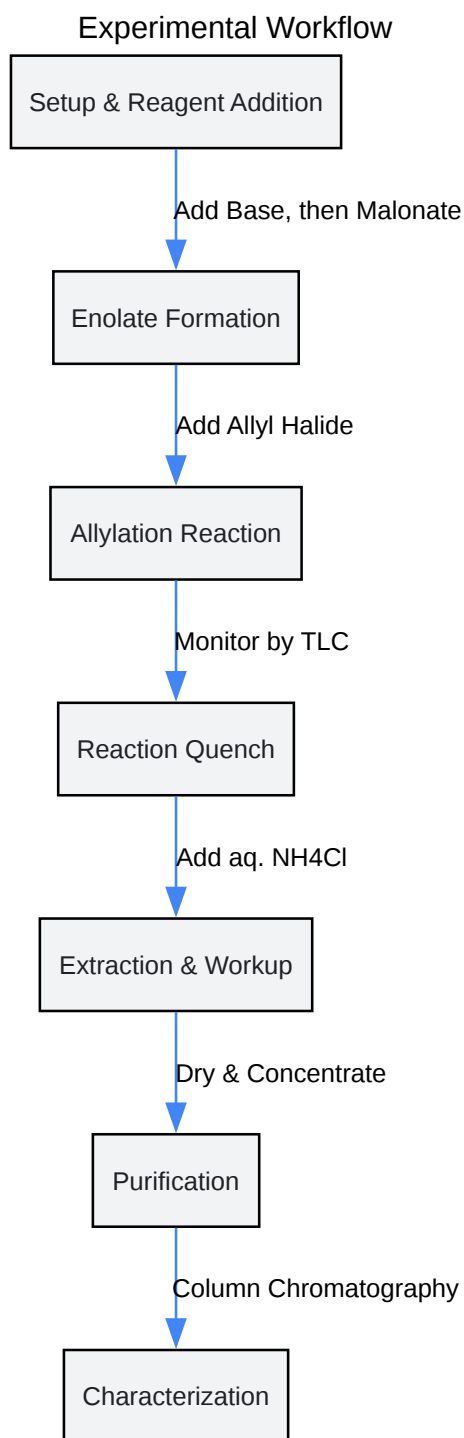 Experimental Workflow
Setup & Reagent Addition
Add Base, then Malonate
Enolate Formation
Add Allyl Halide
Allylation Reaction
Monitor by TLC
Reaction Quench
Add aq. NH4Cl
Extraction & Workup
Dry & Concentrate
Purification
Column Chromatography
Characterization